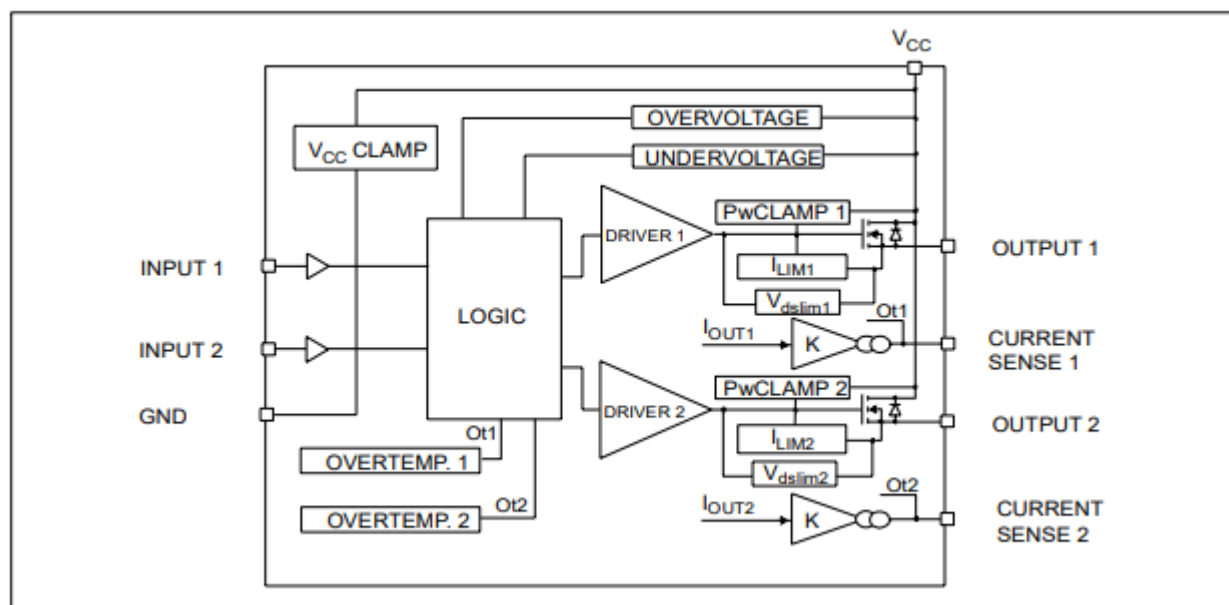 VCC
OVERVOLTAGE
VCC CLAMP
UNDERVOLTAGE
PwCLAMP 1
DRIVER 1
OUTPUT 1
INPUT 1
ILIM1
Vdslim1
LOGIC
Ot1
IOUT1
K
CURRENT
SENSE 1
INPUT 2
PwCLAMP 2
GND
DRIVER 2
OUTPUT 2
Ot1
ILIM2
OVERTEMP. 1
Vdslim2
Ot2
Ot2
IOUT2
K
CURRENT
SENSE 2
OVERTEMP. 2